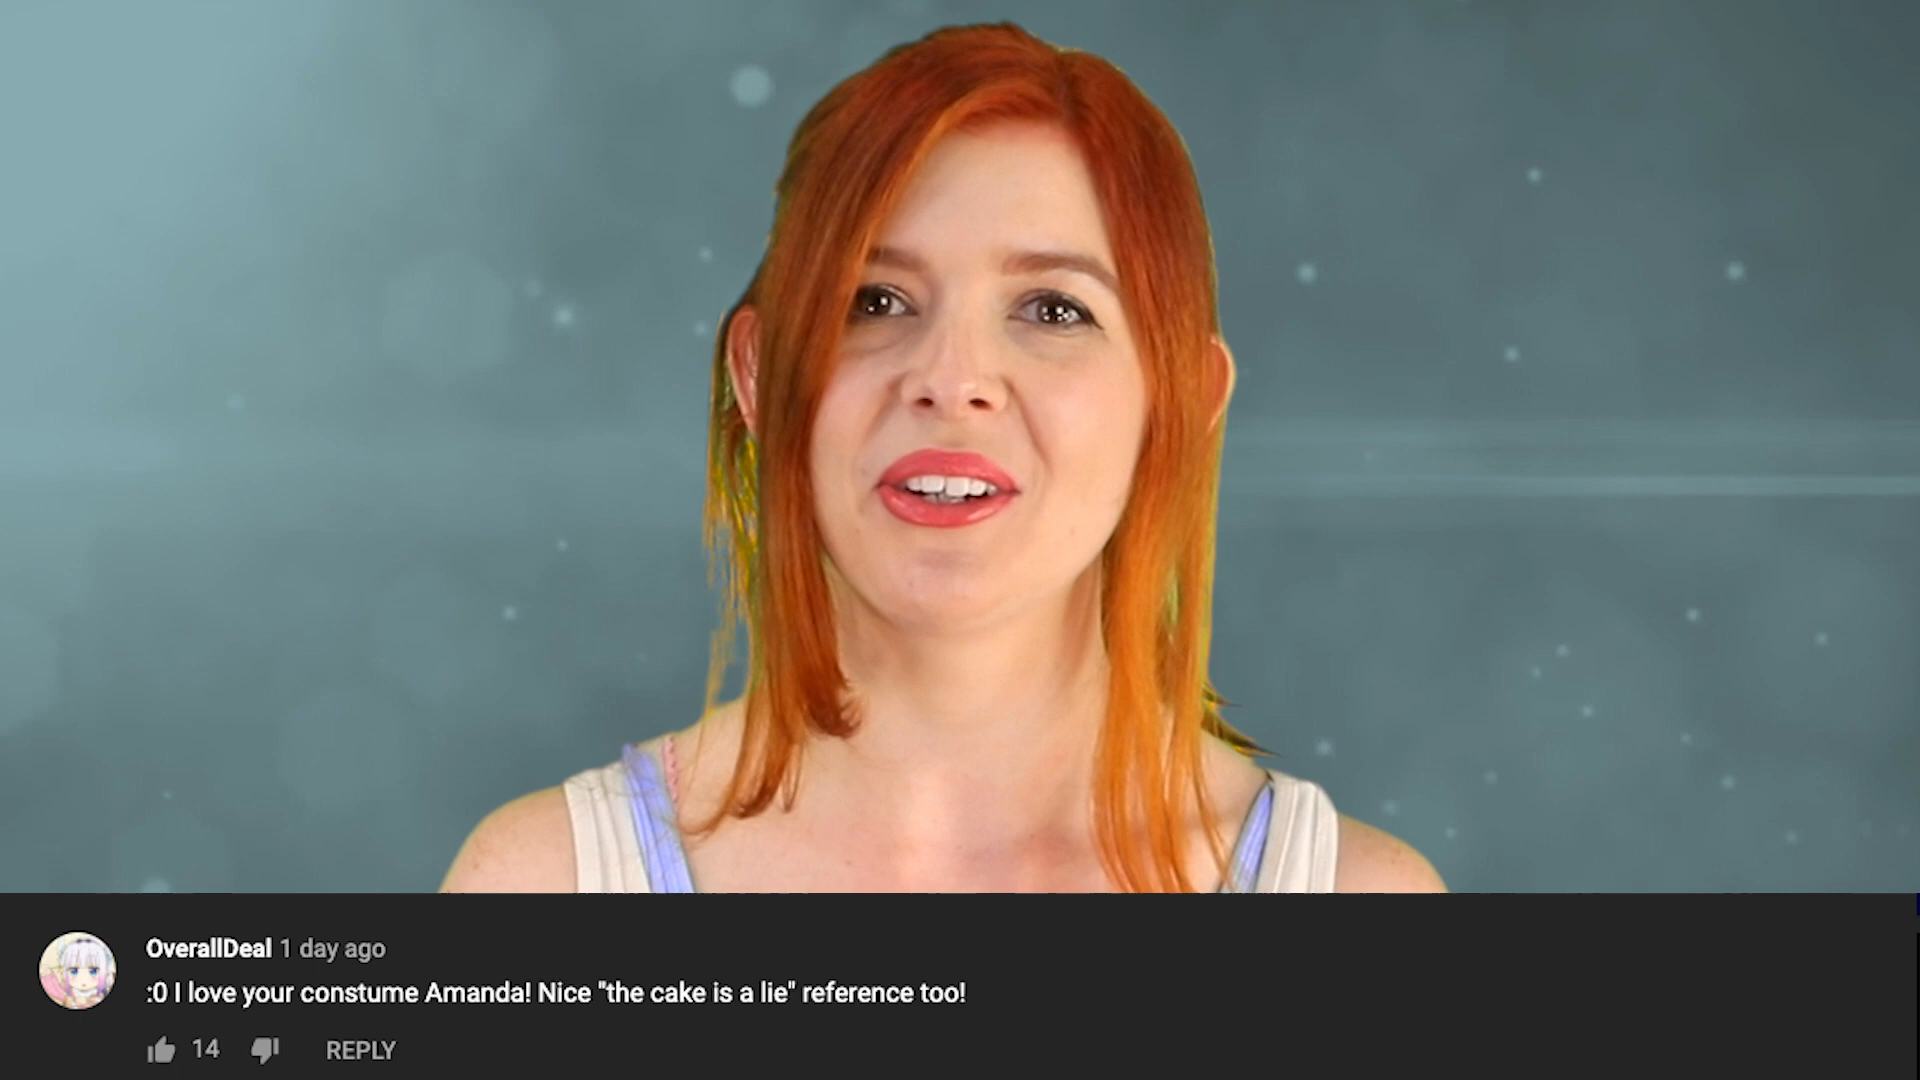 OverallDeal 1 day ago
:0 I love your constume Amanda! Nice "the cake is a lie" reference too!
14 REPLY